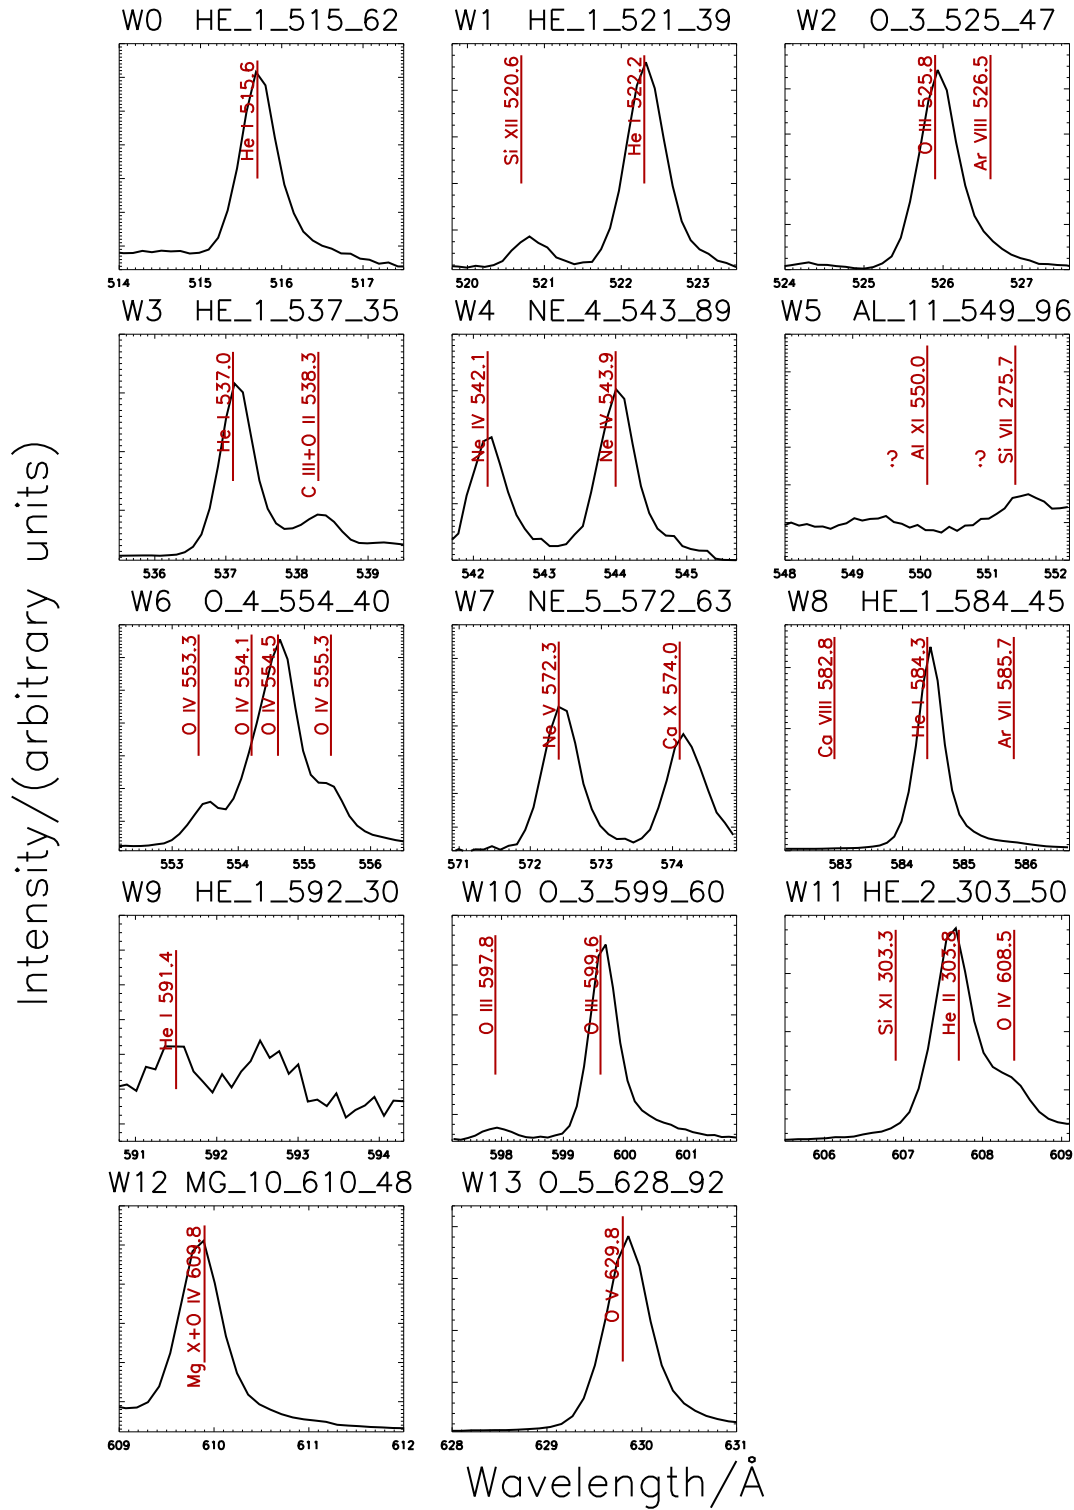 W0 HE_1_515_62
He I 515.6
514 515 516 517
W1 HE_1_521_39
Si XII 520.6
He I 522.2
520 521 522 523
W2 O_3_525_47
O III 525.8
Ar VIII 526.5
524 525 526 527
W3 HE_1_537_35
He I 537.0
C III+O II 538.3
536 537 538 539
W4 NE_4_543_89
Ne IV 542.1
Ne IV 543.9
542 543 544 545
W5 AL_11_549_96
?
Al XI 550.0
?
Si VII 275.7
548 549 550 551 552
W6 O_4_554_40
O IV 553.3
O IV 554.1
O IV 554.5
O IV 555.3
553 554 555 556
W7 NE_5_572_63
Ne V 572.3
Ca X 574.0
571 572 573 574
W8 HE_1_584_45
Ca VIII 582.8
He I 584.3
Ar VII 585.7
583 584 585 586
W9 HE_1_592_30
He I 591.4
591 592 593 594
W10 O_3_599_60
O III 597.8
O III 599.6
598 599 600 601
W11 HE_2_303_50
Si XI 303.3
He II 303.8
O IV 608.5
606 607 608 609
W12 MG_10_610_48
Mg X+O IV 609.8
609 610 611 612
W13 O_5_628_92
O V 629.8
628 629 630 631
Intensity/(arbitrary units)
Wavelength/Å